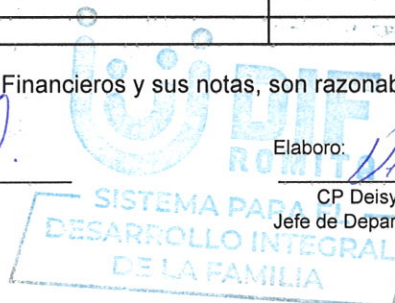 Financieros y sus notas, son razonab
DIF
ROMITA
Elaboro:
SISTEMA PARA EL
DESARROLLO INTEGRAL
DE LA FAMILIA
CP Deisy
Jefe de Depar